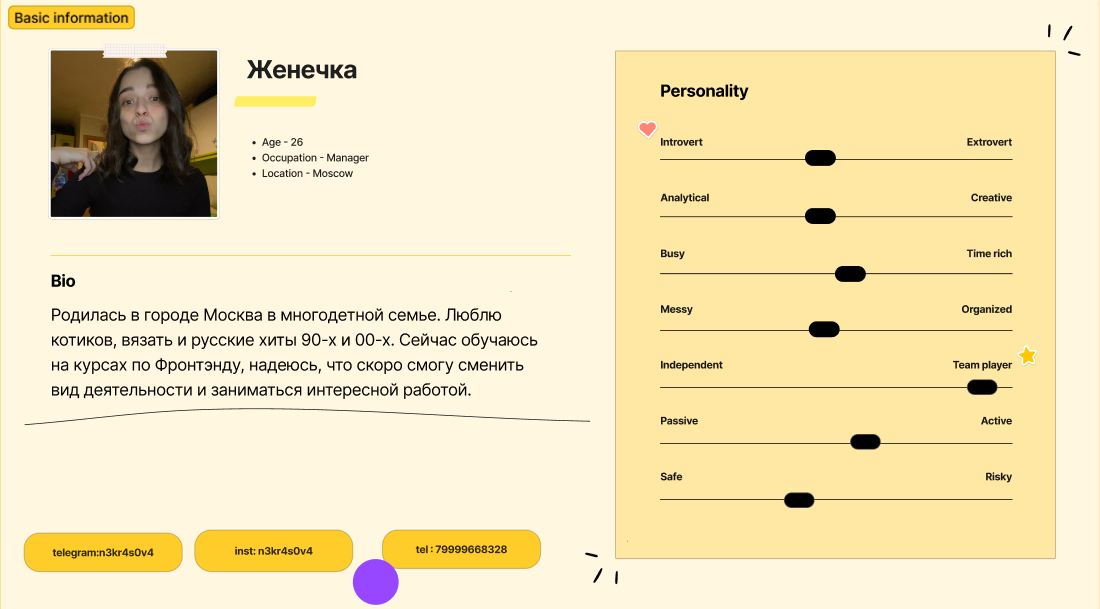 Basic information
Женечка
Age - 26
Occupation - Manager
Location - Moscow
Bio
Родилась в городе Москва в многодетной семье. Люблю
котиков, вязать и русские хиты 90-х и 00-х. Сейчас обучаюсь
на курсах по Фронтэнду, надеюсь, что скоро смогу сменить
вид деятельности и заниматься интересной работой.
telegram:n3kr4s0v4
inst: n3kr4s0v4
tel : 79999668328
Personality
Introvert Extrovert
Analytical Creative
Busy Time rich
Messy Organized
Independent Team player
Passive Active
Safe Risky